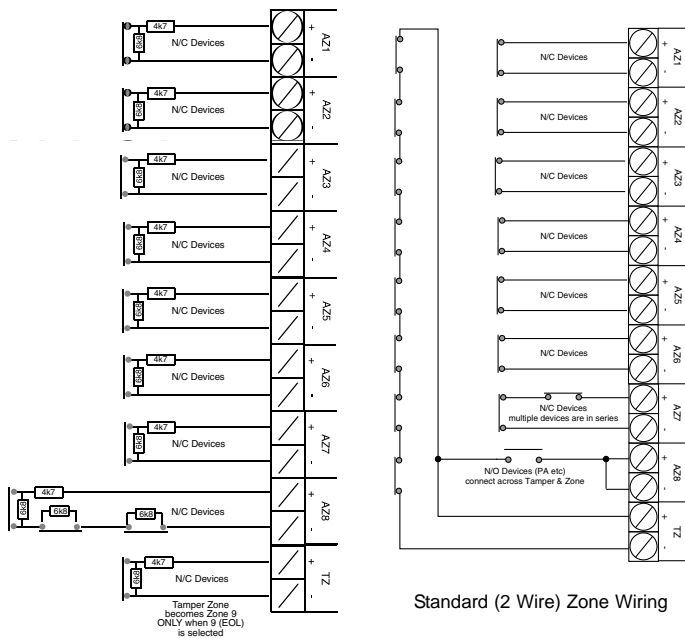 4k7
6k8
N/C Devices
+
-
AZ1
4k7
6k8
N/C Devices
+
-
AZ2
4k7
6k8
N/C Devices
+
-
AZ3
4k7
6k8
N/C Devices
+
-
AZ4
4k7
6k8
N/C Devices
+
-
AZ5
4k7
6k8
N/C Devices
+
-
AZ6
4k7
6k8
N/C Devices
+
-
AZ7
4k7
6k8
6k8
6k8
N/C Devices
+
-
AZ8
4k7
6k8
N/C Devices
+
-
TZ
Tamper Zone
becomes Zone 9
ONLY when 9 (EOL)
is selected
N/C Devices
+
-
AZ1
N/C Devices
+
-
AZ2
N/C Devices
+
-
AZ3
N/C Devices
+
-
AZ4
N/C Devices
+
-
AZ5
N/C Devices
+
-
AZ6
N/C Devices
multiple devices are in series
+
-
AZ7
N/O Devices (PA etc)
connect across Tamper & Zone
+
-
AZ8
+
-
TZ
Standard (2 Wire) Zone Wiring